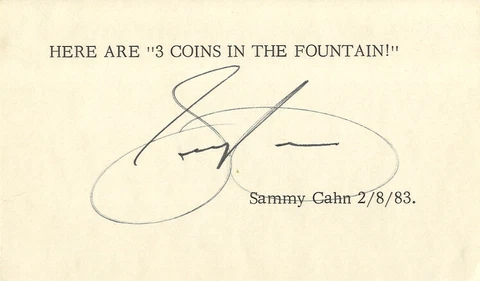 HERE ARE "3 COINS IN THE FOUNTAIN!"
Sammy Cahn 2/8/83.